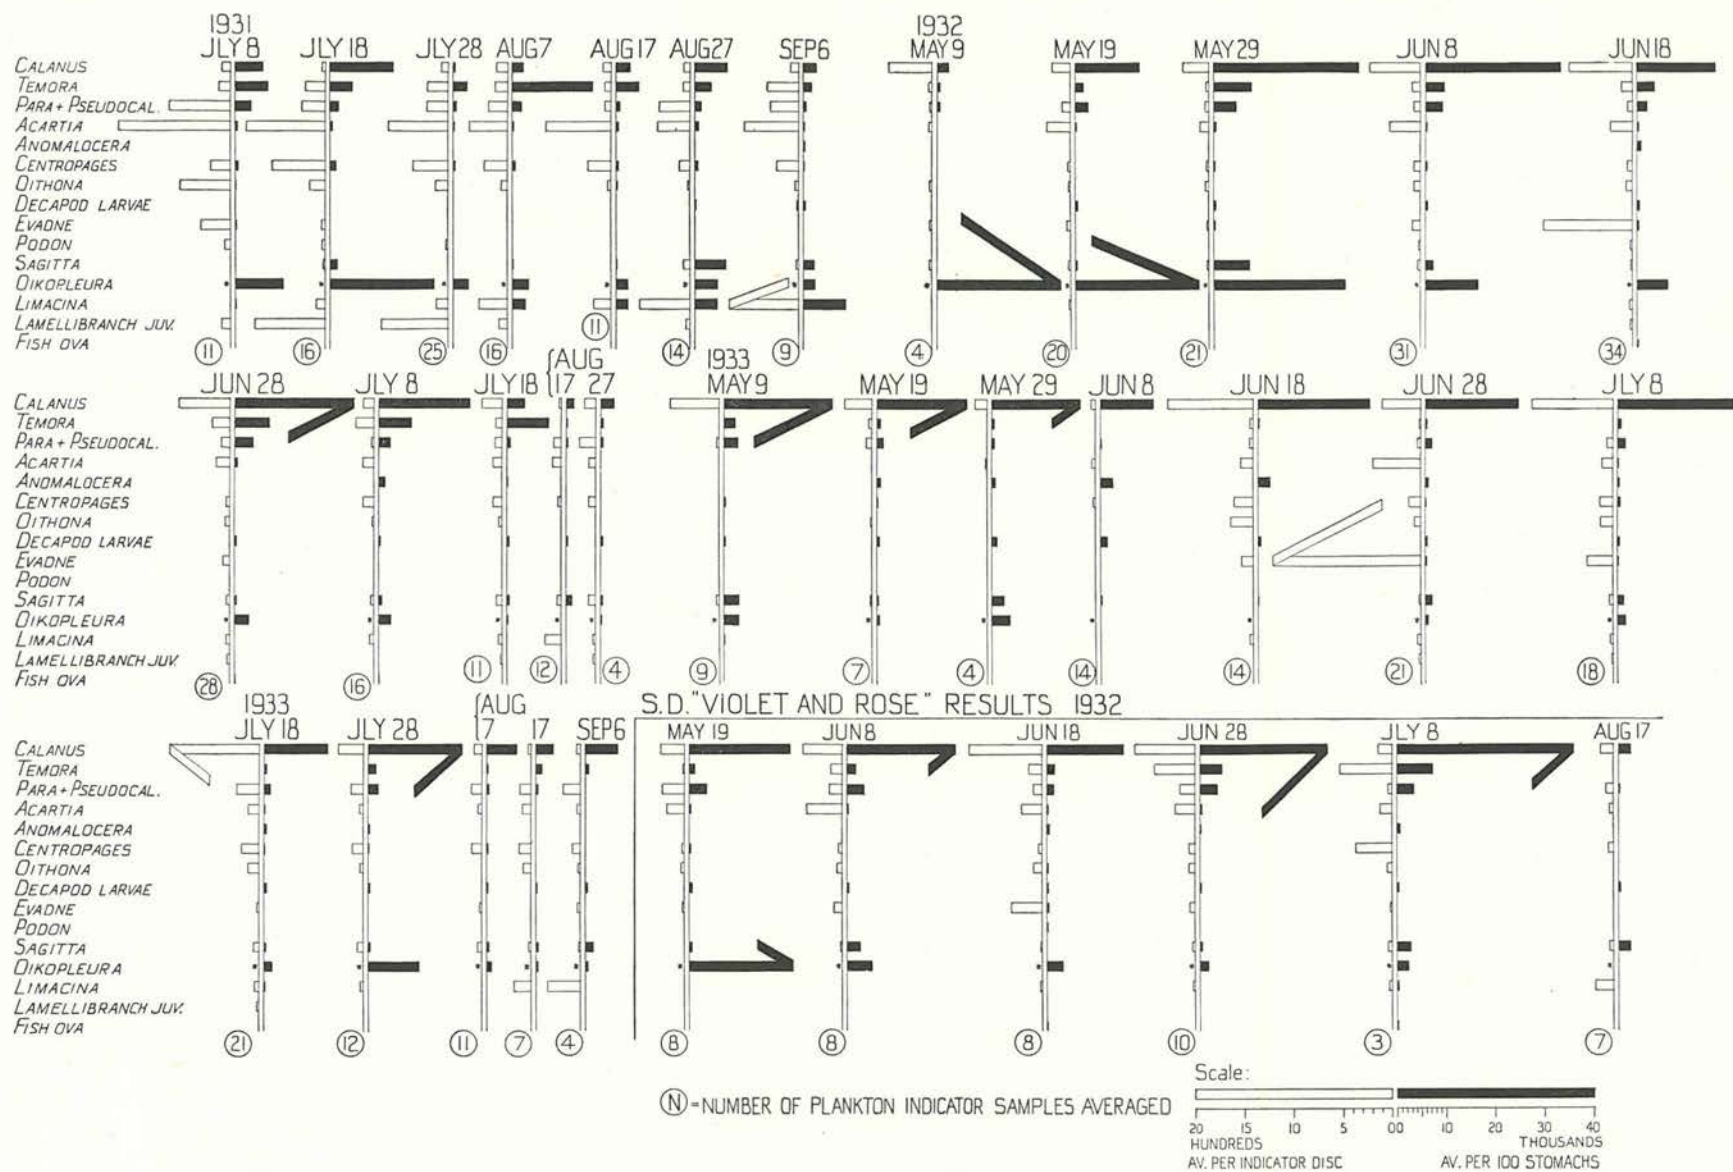 1931
JLY 8 JLY 18 JLY 28 AUG 7 AUG 17 AUG 27 SEP 6 1932 MAY 9 MAY 19 MAY 29 JUN 8 JUN 18
CALANUS
TEMORA
PARA + PSEUDOCAL.
ACARTIA
ANOMALOCERA
CENTROPAGES
OITHONA
DECAPOD LARVAE
EVADNE
PODON
SAGITTA
OIKOPLEURA
LIMACINA
LAMELLIBRANCH JUV.
FISH OVA
11 16 25 16 11 14 9 4 20 21 31 34
JUN 28 JLY 8 JLY 18 {AUG 17 27 1933 MAY 9 MAY 19 MAY 29 JUN 8 JUN 18 JUN 28 JLY 8
CALANUS
TEMORA
PARA + PSEUDOCAL.
ACARTIA
ANOMALOCERA
CENTROPAGES
OITHONA
DECAPOD LARVAE
EVADNE
PODON
SAGITTA
OIKOPLEURA
LIMACINA
LAMELLIBRANCH JUV.
FISH OVA
28 16 11 12 4 9 7 4 14 14 21 18
1933
JLY 18 JLY 28 {AUG 7 17 SEP 6
S.D. "VIOLET AND ROSE" RESULTS 1932
MAY 19 JUN 8 JUN 18 JUN 28 JLY 8 AUG 17
CALANUS
TEMORA
PARA + PSEUDOCAL.
ACARTIA
ANOMALOCERA
CENTROPAGES
OITHONA
DECAPOD LARVAE
EVADNE
PODON
SAGITTA
OIKOPLEURA
LIMACINA
LAMELLIBRANCH JUV.
FISH OVA
21 12 11 7 4 8 8 8 10 3 7
N = NUMBER OF PLANKTON INDICATOR SAMPLES AVERAGED
Scale:
20 15 10 5 0 0 10 20 30 40
HUNDREDS THOUSANDS
AV. PER INDICATOR DISC AV. PER 100 STOMACHS